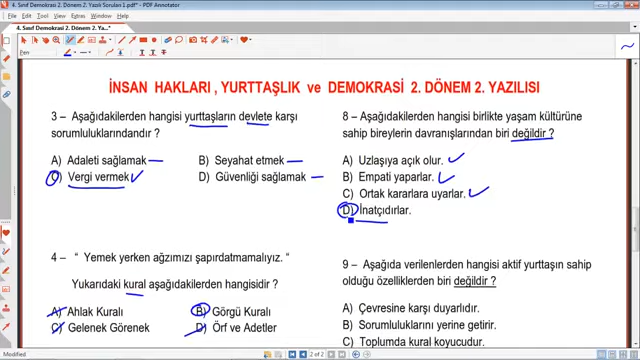 4. Sınıf Demokrasi 2. Dönem 2. Yazılı Soruları 1.pdf* - PDF Annotator
File Edit View Insert Tools Window Help
4. Sınıf Demokrasi 2. Dönem 2. Ya...*
Pen
İNSAN HAKLARI , YURTTAŞLIK ve DEMOKRASİ 2. DÖNEM 2. YAZILISI
3 – Aşağıdakilerden hangisi yurttaşların devlete karşı
sorumluluklarındandır ?
A) Adaleti sağlamak
B) Seyahat etmek
C) Vergi vermek
D) Güvenliği sağlamak
4 – “ Yemek yerken ağzımızı şapırdatmamalıyız. “
Yukarıdaki kural aşağıdakilerden hangisidir ?
A) Ahlak Kuralı
B) Görgü Kuralı
C) Gelenek Görenek
D) Örf ve Adetler
8 – Aşağıdakilerden hangisi birlikte yaşam kültürüne
sahip bireylerin davranışlarından biri değildir ?
A) Uzlaşıya açık olur.
B) Empati yaparlar.
C) Ortak kararlara uyarlar.
D) İnatçıdırlar.
9 – Aşağıda verilenlerden hangisi aktif yurttaşın sahip
olduğu özelliklerden biri değildir ?
A) Çevresine karşı duyarlıdır.
B) Sorumluluklarını yerine getirir.
C) Toplumda kural koyucudur.
Modified
2 of 2